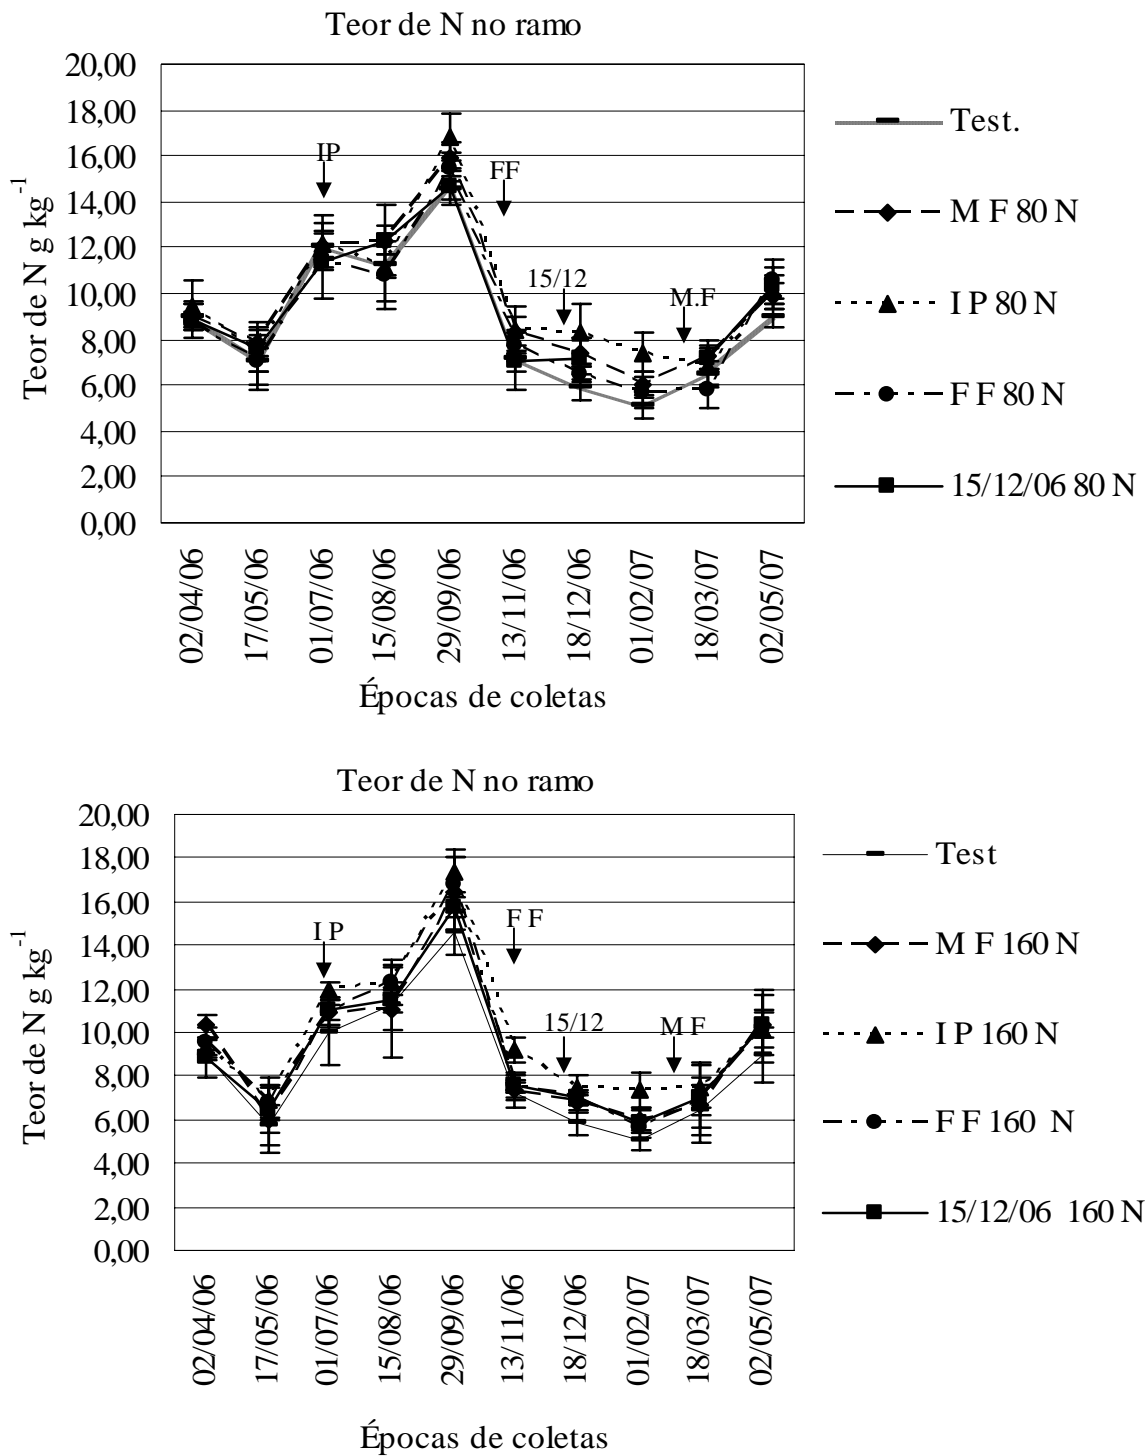 Teor de N no ramo
20,00
18,00
16,00
14,00
12,00
10,00
8,00
6,00
4,00
2,00
0,00
Teor de N g kg-1
IP
FF
15/12
M.F
02/04/06
17/05/06
01/07/06
15/08/06
29/09/06
13/11/06
18/12/06
01/02/07
18/03/07
02/05/07
Épocas de coletas
Test.
M F 80 N
I P 80 N
F F 80 N
15/12/06 80 N
Teor de N no ramo
20,00
18,00
16,00
14,00
12,00
10,00
8,00
6,00
4,00
2,00
0,00
Teor de N g kg-1
I P
F F
15/12
M F
02/04/06
17/05/06
01/07/06
15/08/06
29/09/06
13/11/06
18/12/06
01/02/07
18/03/07
02/05/07
Épocas de coletas
Test
M F 160 N
I P 160 N
F F 160 N
15/12/06 160 N